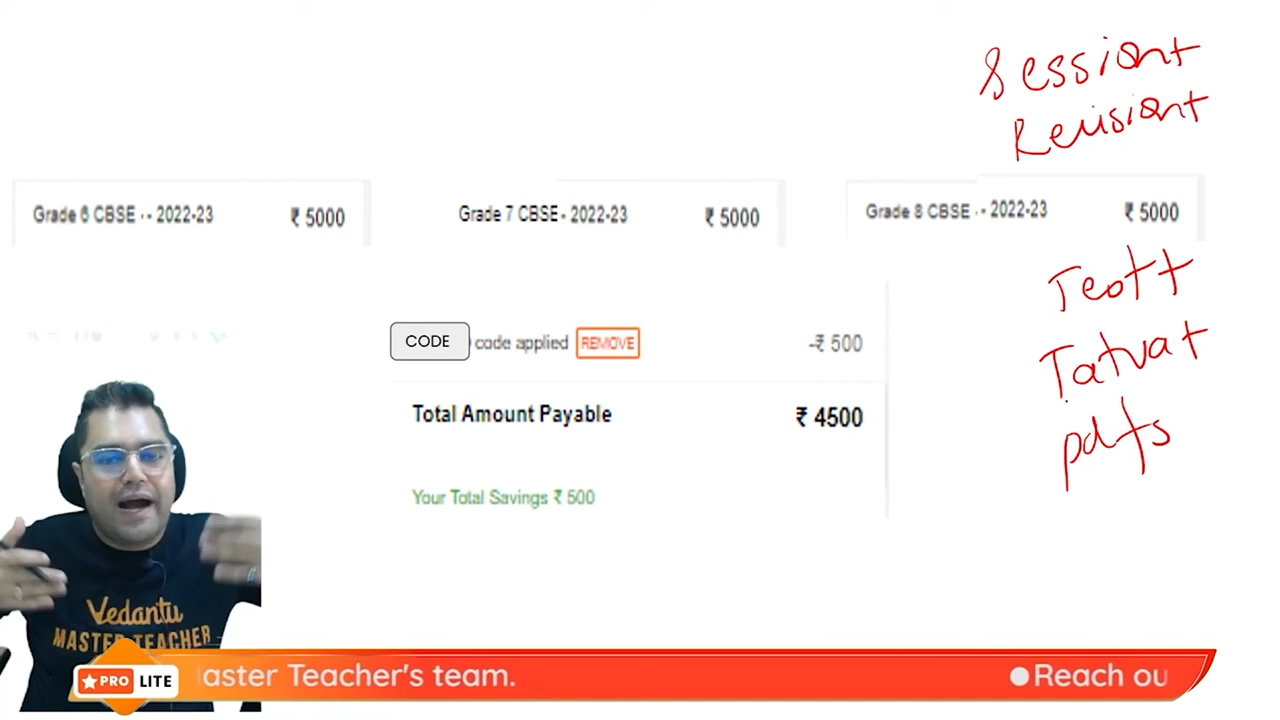 Session+
Revision+
Grade 6 CBSE - - 2022-23 ₹ 5000
Grade 7 CBSE - 2022-23 ₹ 5000
Grade 8 CBSE - 2022-23 ₹ 5000
Test+
Tatva+
pdfs
CODE code applied REMOVE -₹ 500
Total Amount Payable ₹ 4500
Your Total Savings ₹ 500
Vedantu
MASTER TEACHER
PRO LITE
aster Teacher's team. Reach ou